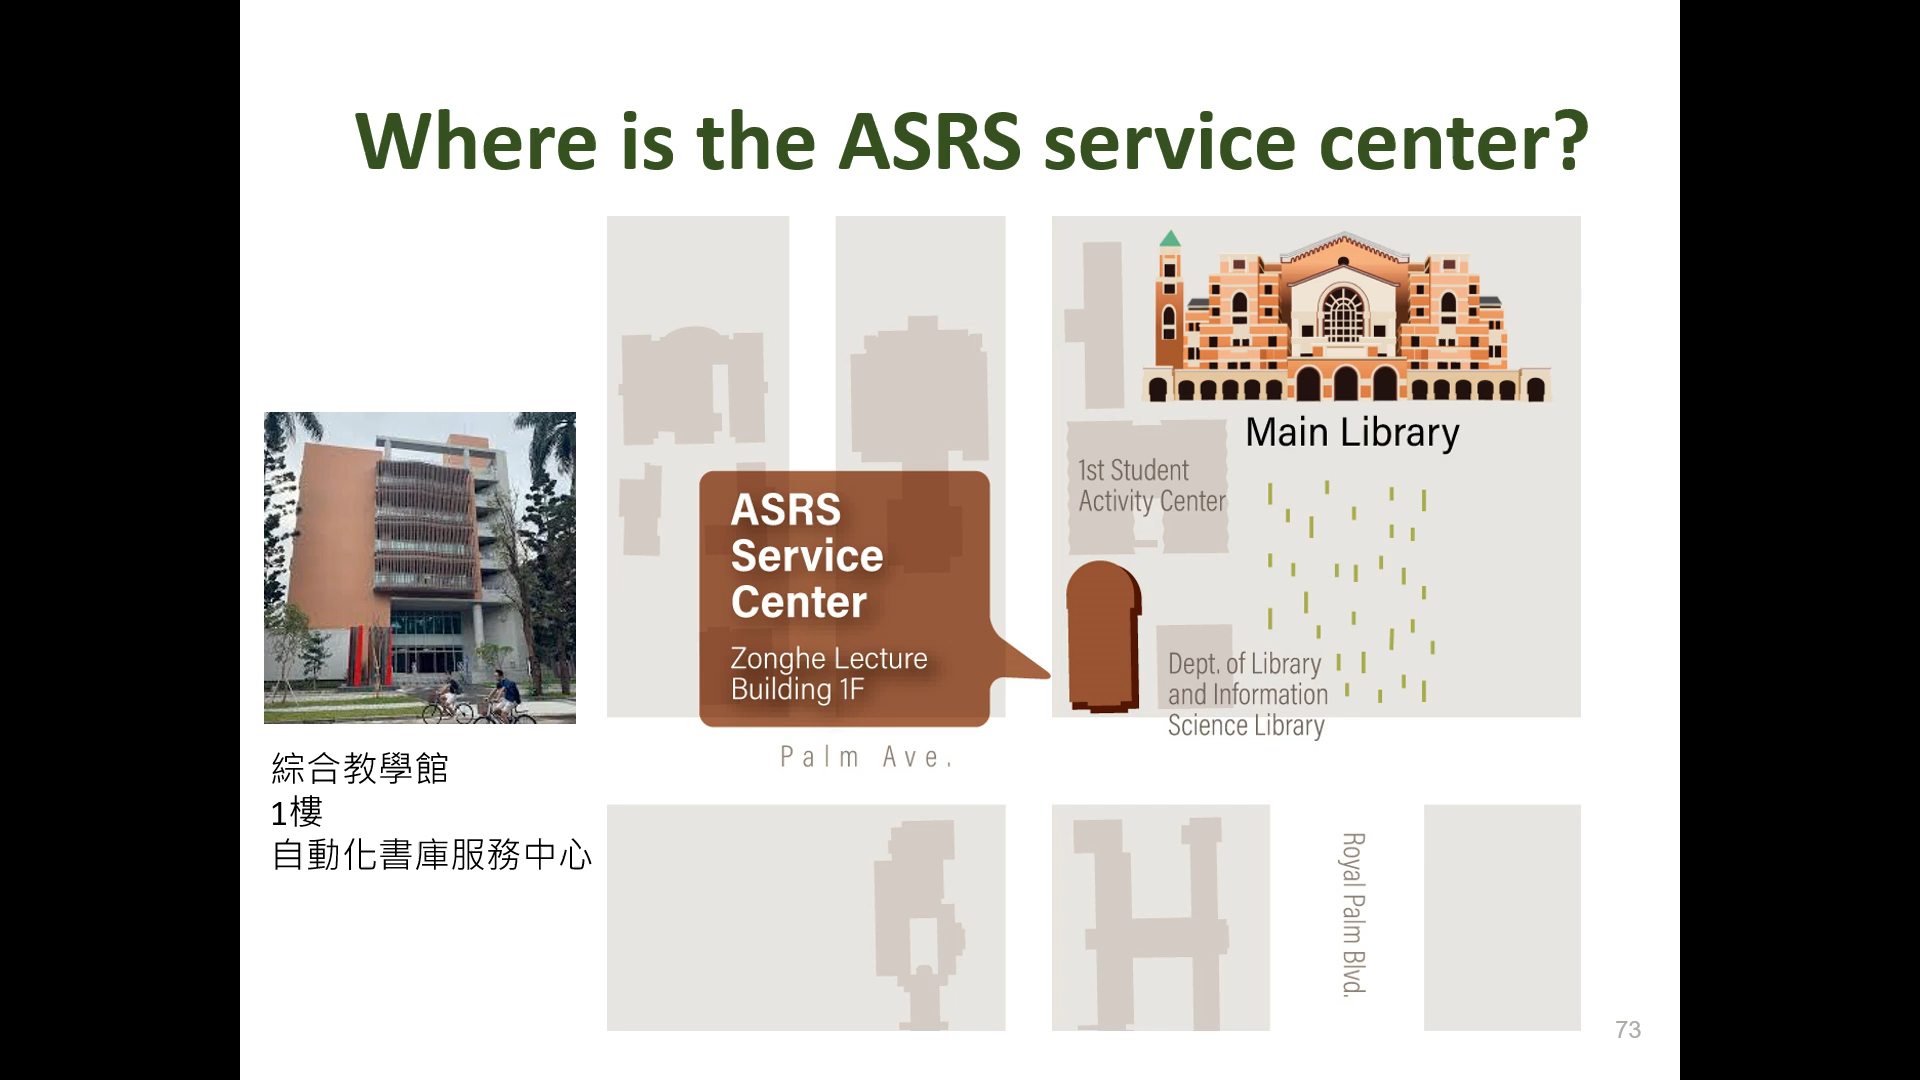 Where is the ASRS service center?
Main Library
1st Student
Activity Center
ASRS
Service
Center
Zonghe Lecture
Building 1F
Dept. of Library
and Information
Science Library
Palm Ave.
綜合教學館
1樓
自動化書庫服務中心
Royal Palm Blvd.
73